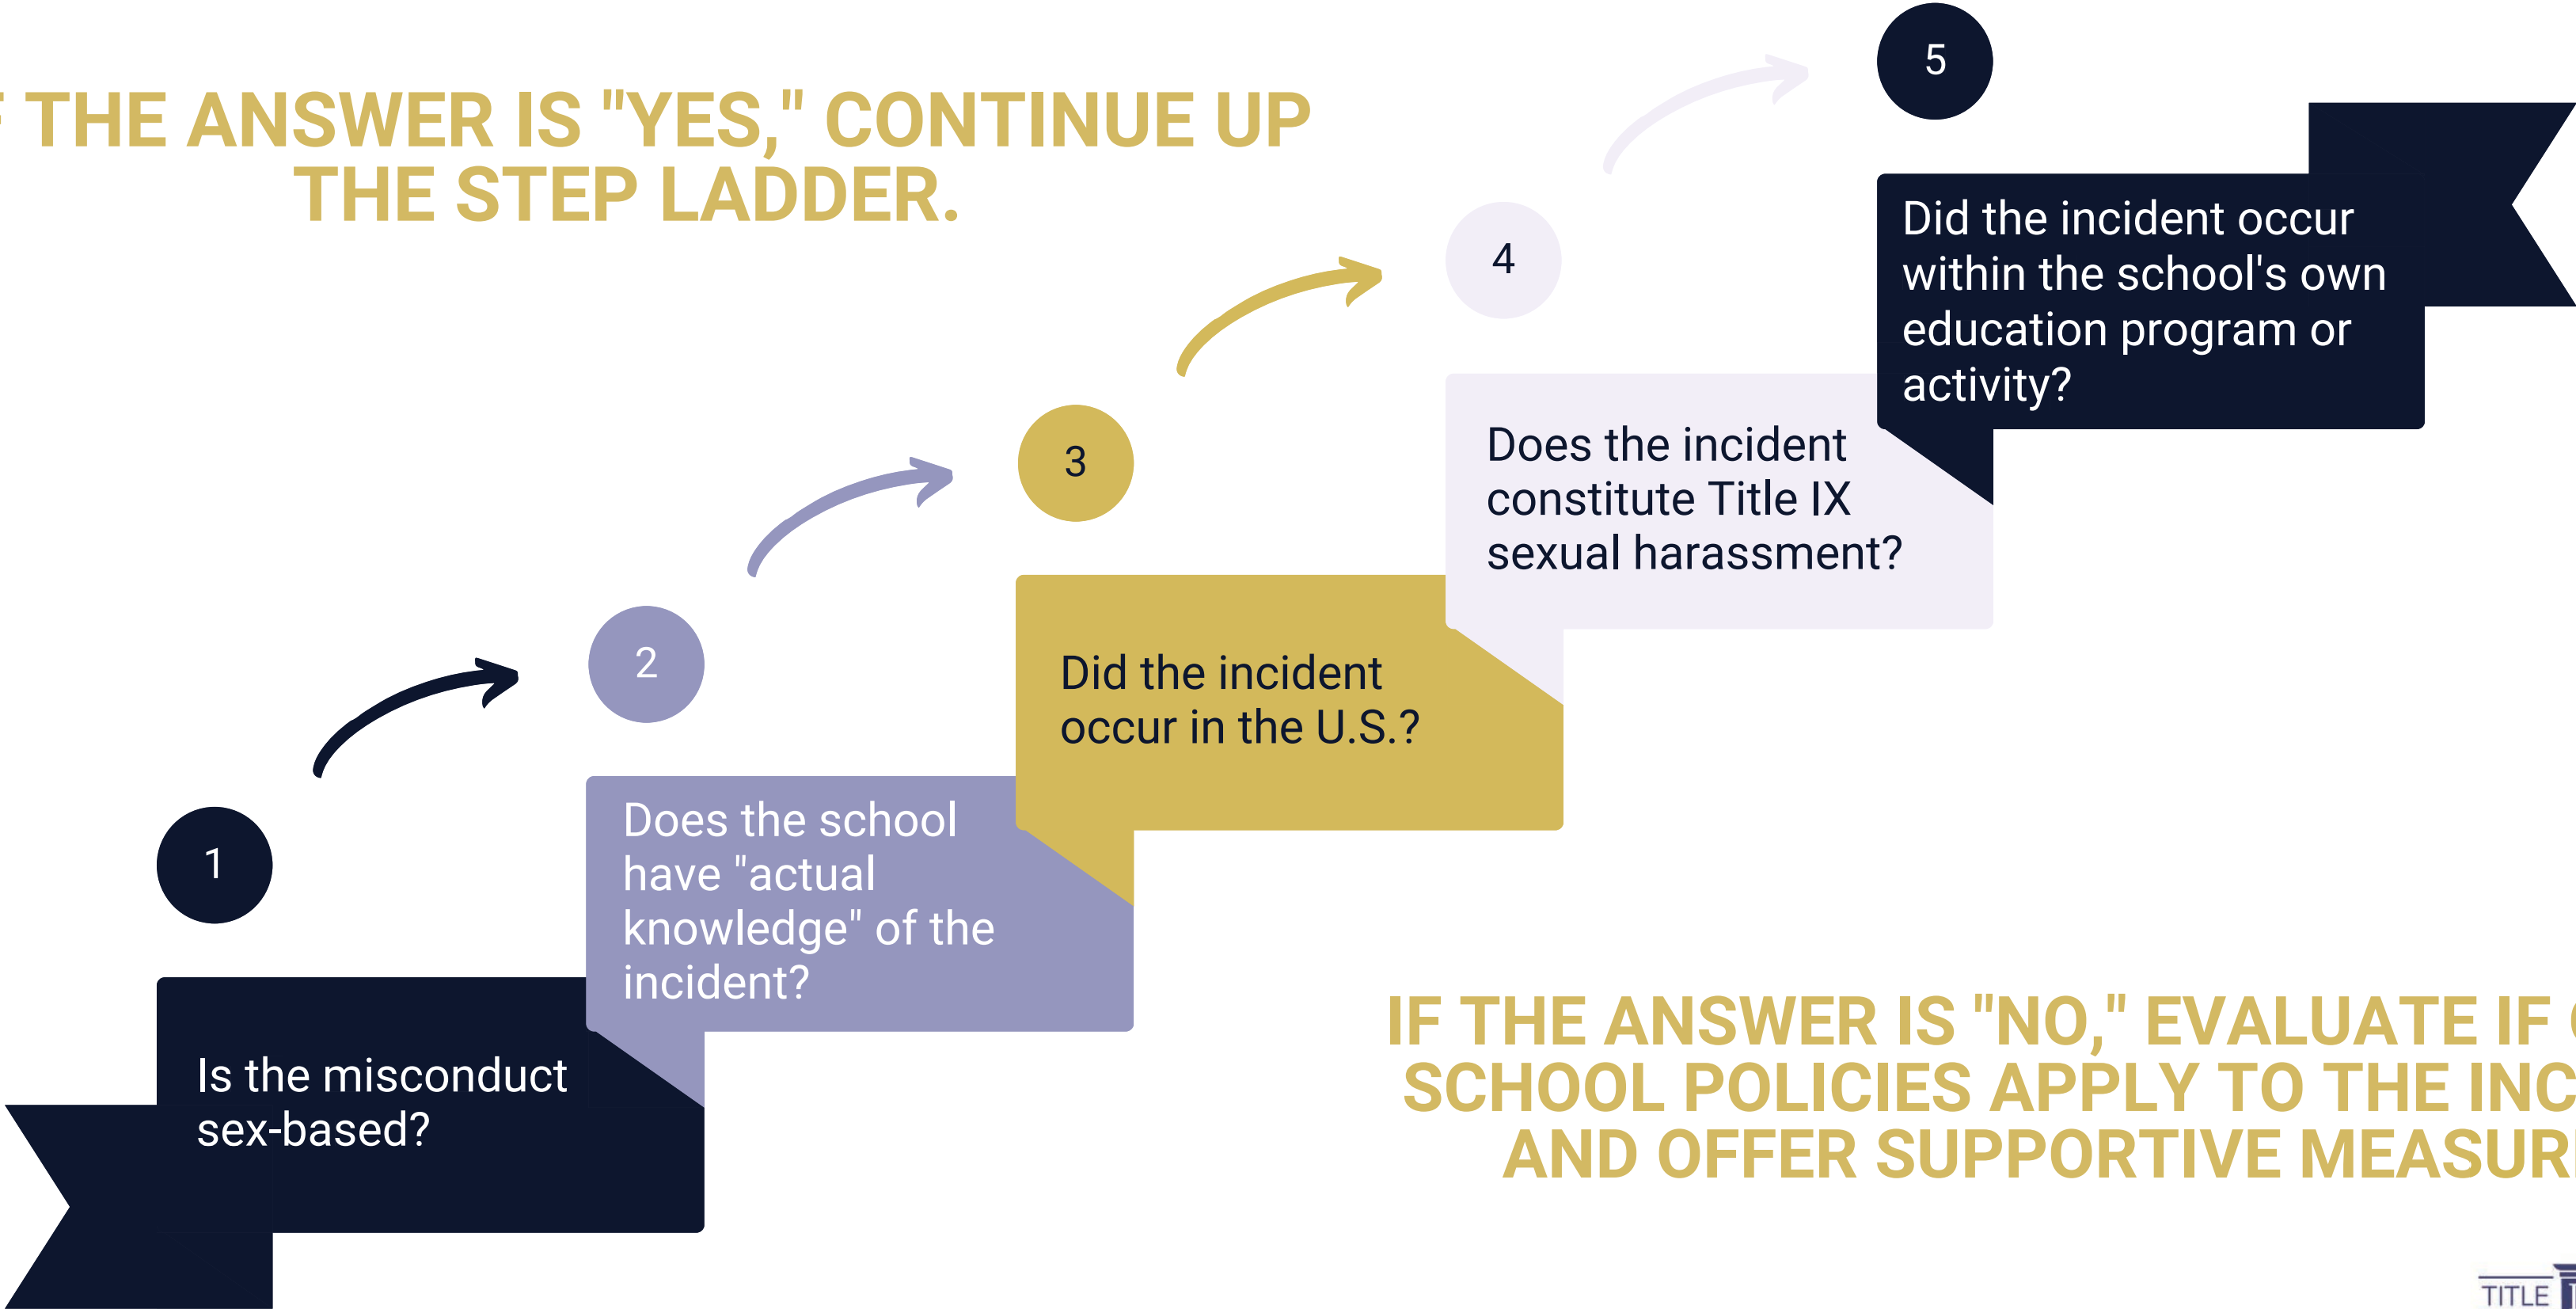 THE ANSWER IS "YES," CONTINUE UP
THE STEP LADDER.
5
Did the incident occur
within the school's own
education program or
activity?
4
Does the incident
constitute Title IX
sexual harassment?
3
Did the incident
occur in the U.S.?
2
Does the school
have "actual
knowledge" of the
incident?
1
Is the misconduct
sex-based?
IF THE ANSWER IS "NO," EVALUATE IF
SCHOOL POLICIES APPLY TO THE
AND OFFER SUPPORTIVE
TITLE